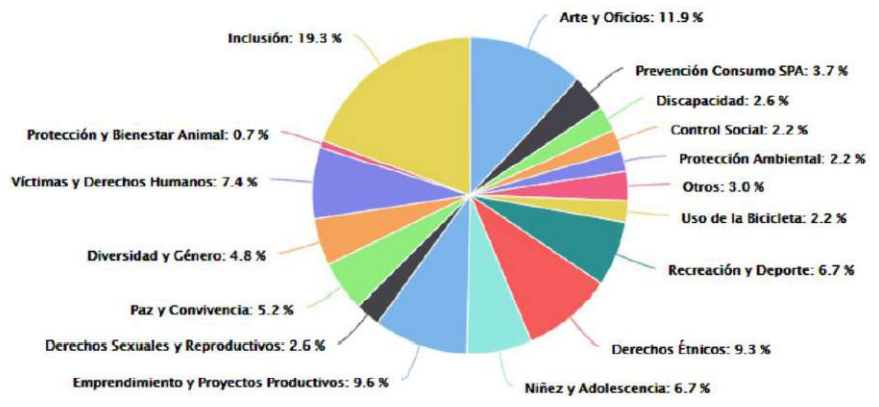 Arte y Oficios: 11.9 %
Inclusión: 19.3 %
Prevención Consumo SPA: 3.7 %
Discapacidad: 2.6 %
Control Social: 2.2 %
Protección y Bienestar Animal: 0.7 %
Protección Ambiental: 2.2 %
Víctimas y Derechos Humanos: 7.4 %
Otros: 3.0 %
Uso de la Bicicleta: 2.2 %
Diversidad y Género: 4.8 %
Recreación y Deporte: 6.7 %
Paz y Convivencia: 5.2 %
Derechos Sexuales y Reproductivos: 2.6 %
Derechos Étnicos: 9.3 %
Emprendimiento y Proyectos Productivos: 9.6 %
Niñez y Adolescencia: 6.7 %